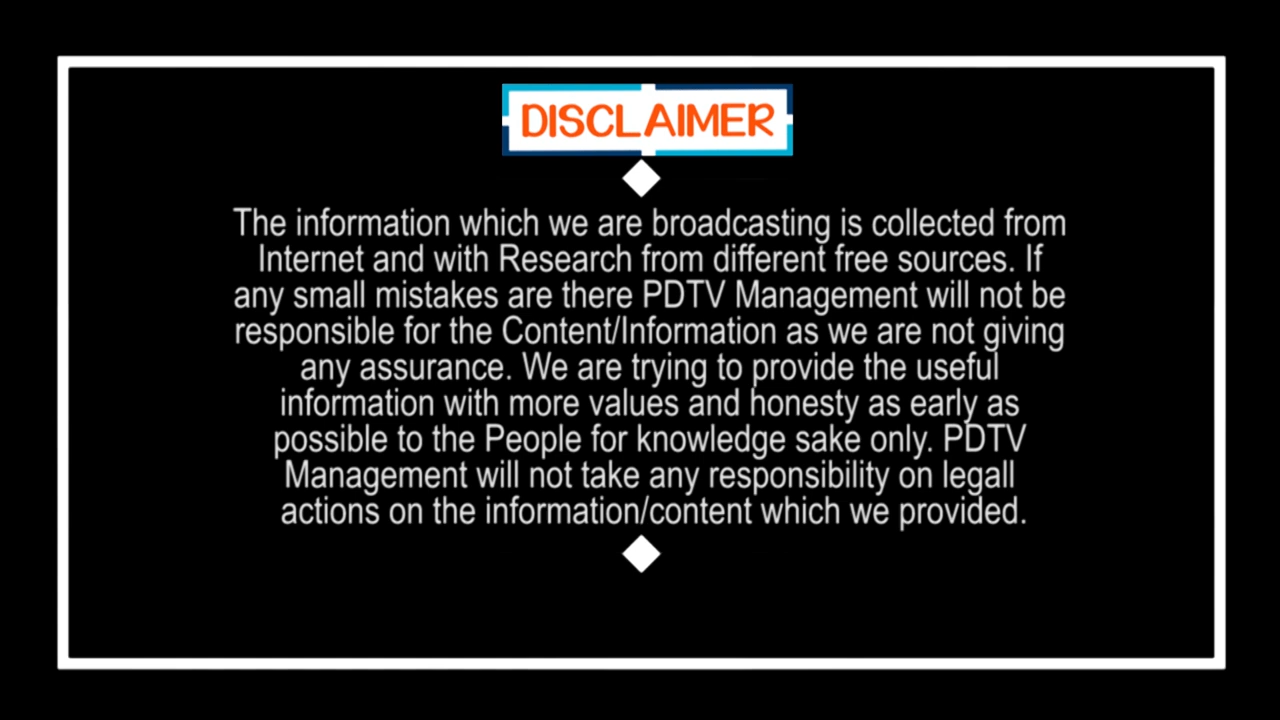 DISCLAIMER
The information which we are broadcasting is collected from
Internet and with Research from different free sources. If
any small mistakes are there PDTV Management will not be
responsible for the Content/Information as we are not giving
any assurance. We are trying to provide the useful
information with more values and honesty as early as
possible to the People for knowledge sake only. PDTV
Management will not take any responsibility on legall
actions on the information/content which we provided.